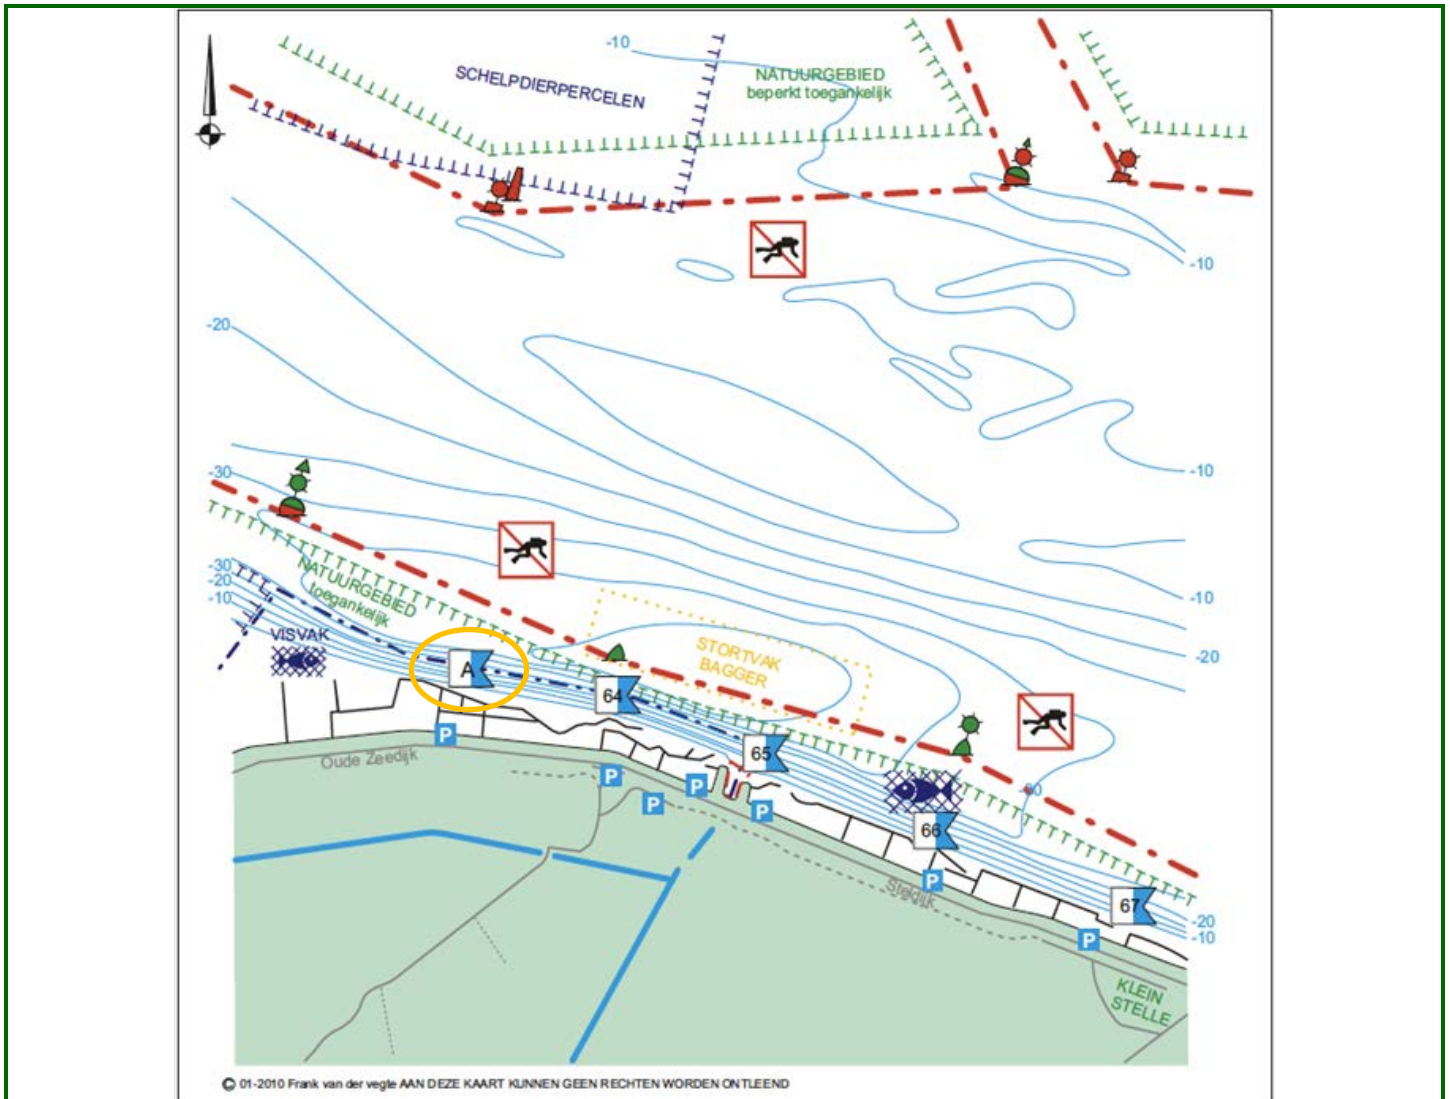 -10
SCHELPDIERPERCELEN
NATUURGEBIED
beperkt toegankelijk
-10
-20
-10
-30
-10
NATUURGEBIED
toegankelijk
-30
-20
-10
VISVAK
A
64
STORTVAK
BAGGER
-20
65
P
Oude Zeedijk
P
P
P
P
66
P
Steldijk
67
-20
-10
P
KLEIN
STELLE
© 01-2010 Frank van der vegte AAN DEZE KAART KUNNEN GEEN RECHTEN WORDEN ONTLEEND